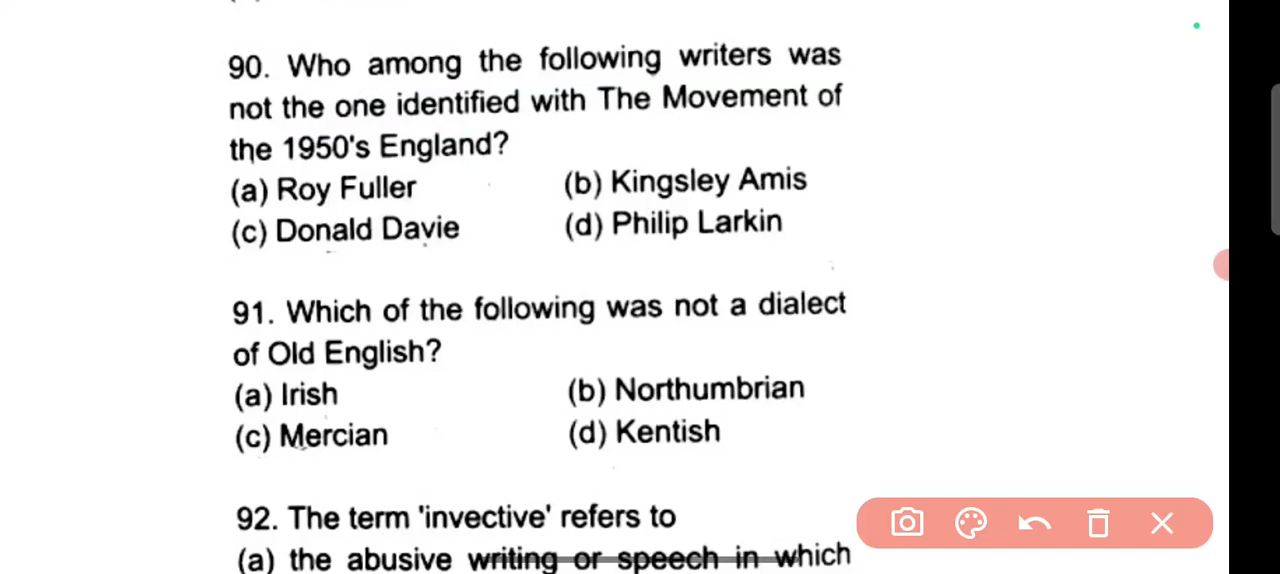 90. Who among the following writers was
not the one identified with The Movement of
the 1950's England?
(a) Roy Fuller (b) Kingsley Amis
(c) Donald Davie (d) Philip Larkin
91. Which of the following was not a dialect
of Old English?
(a) Irish (b) Northumbrian
(c) Mercian (d) Kentish
92. The term 'invective' refers to
(a) the abusive writing or speech in which